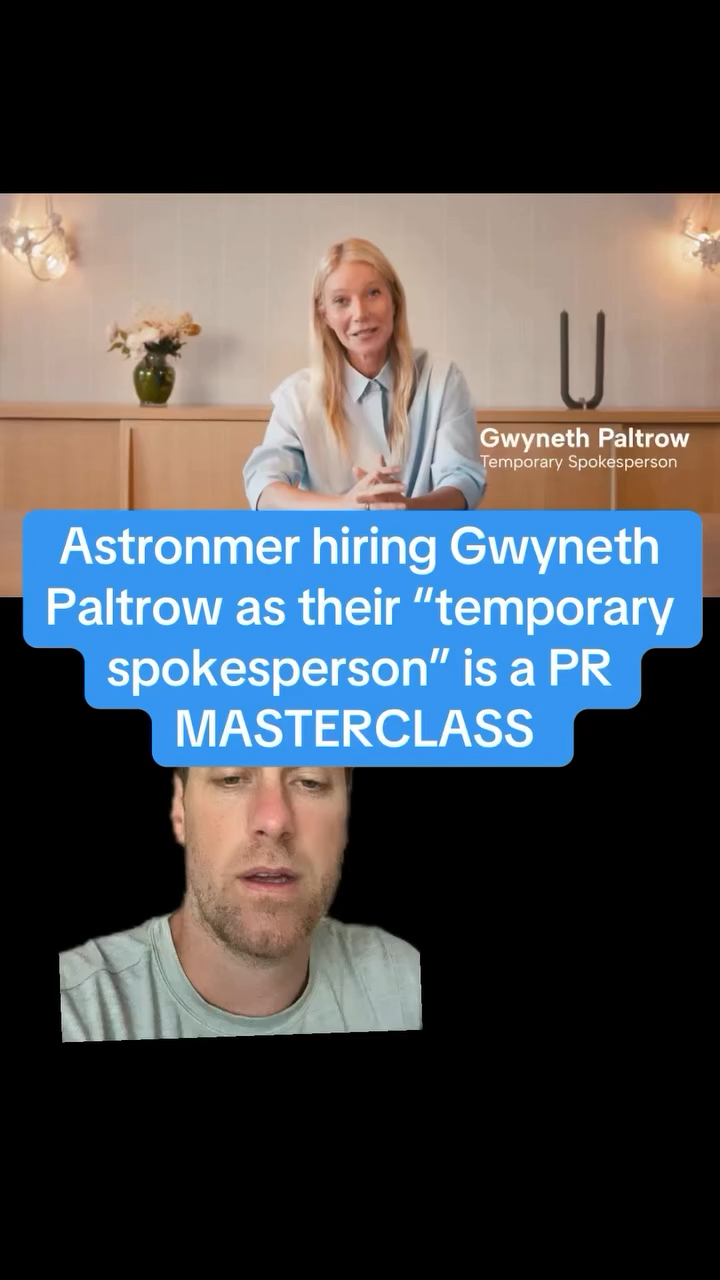 Gwyneth Paltrow
Temporary Spokesperson
Astronmer hiring Gwyneth
Paltrow as their “temporary
spokesperson” is a PR
MASTERCLASS